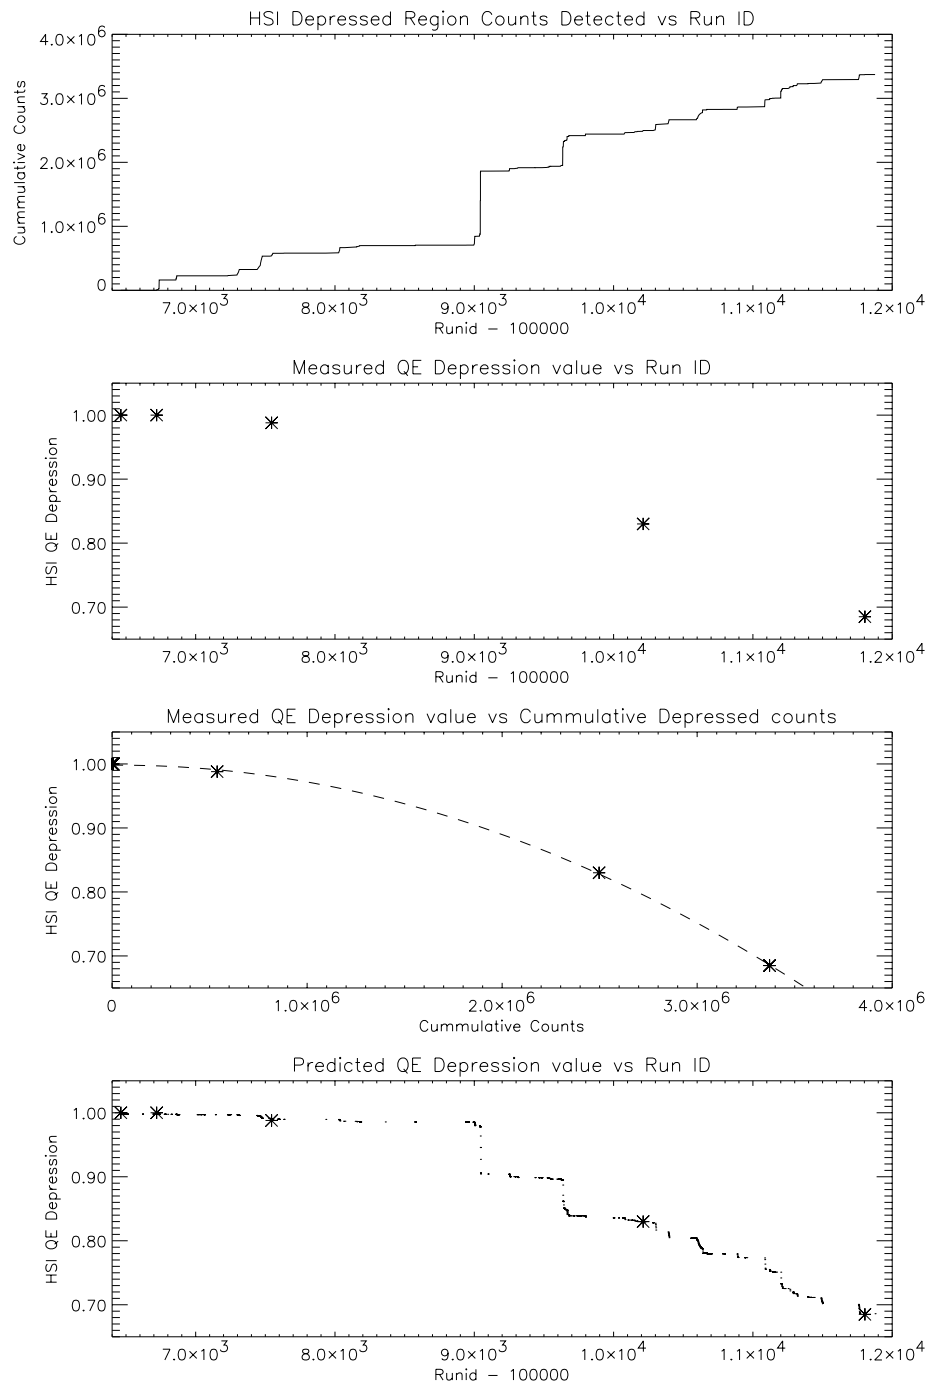 HSI Depressed Region Counts Detected vs Run ID
4.0×10⁶
3.0×10⁶
2.0×10⁶
1.0×10⁶
0
Cummulative Counts
7.0×10³ 8.0×10³ 9.0×10³ 1.0×10⁴ 1.1×10⁴ 1.2×10⁴
Runid − 100000
Measured QE Depression value vs Run ID
1.00
0.90
0.80
0.70
HSI QE Depression
7.0×10³ 8.0×10³ 9.0×10³ 1.0×10⁴ 1.1×10⁴ 1.2×10⁴
Runid − 100000
Measured QE Depression value vs Cummulative Depressed counts
1.00
0.90
0.80
0.70
HSI QE Depression
0 1.0×10⁶ 2.0×10⁶ 3.0×10⁶ 4.0×10⁶
Cummulative Counts
Predicted QE Depression value vs Run ID
1.00
0.90
0.80
0.70
HSI QE Depression
7.0×10³ 8.0×10³ 9.0×10³ 1.0×10⁴ 1.1×10⁴ 1.2×10⁴
Runid − 100000